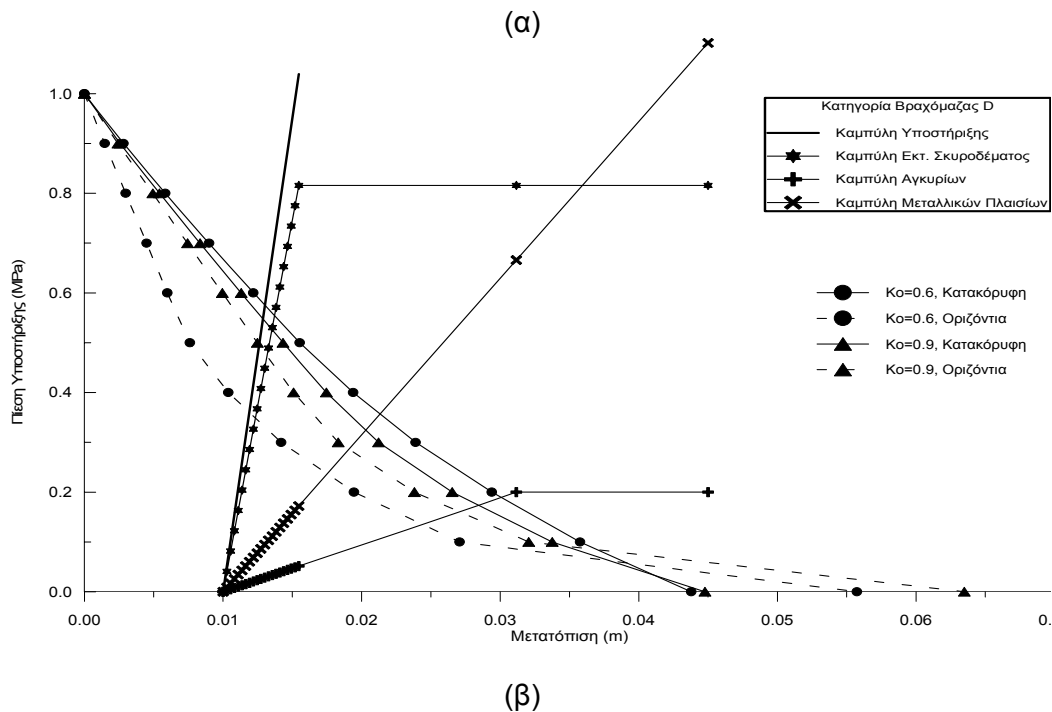 (α)
1.0
0.8
0.6
0.4
0.2
0.0
Πίεση Υποστήριξης (MPa)
0.00
0.01
0.02
0.03
0.04
0.05
0.06
0.0
Μετατόπιση (m)
Κατηγορία Βραχόμαζας D
Καμπύλη Υποστήριξης
Καμπύλη Εκτ. Σκυροδέματος
Καμπύλη Αγκυρίων
Καμπύλη Μεταλλικών Πλαισίων
Ko=0.6, Κατακόρυφη
Ko=0.6, Οριζόντια
Ko=0.9, Κατακόρυφη
Ko=0.9, Οριζόντια
(β)